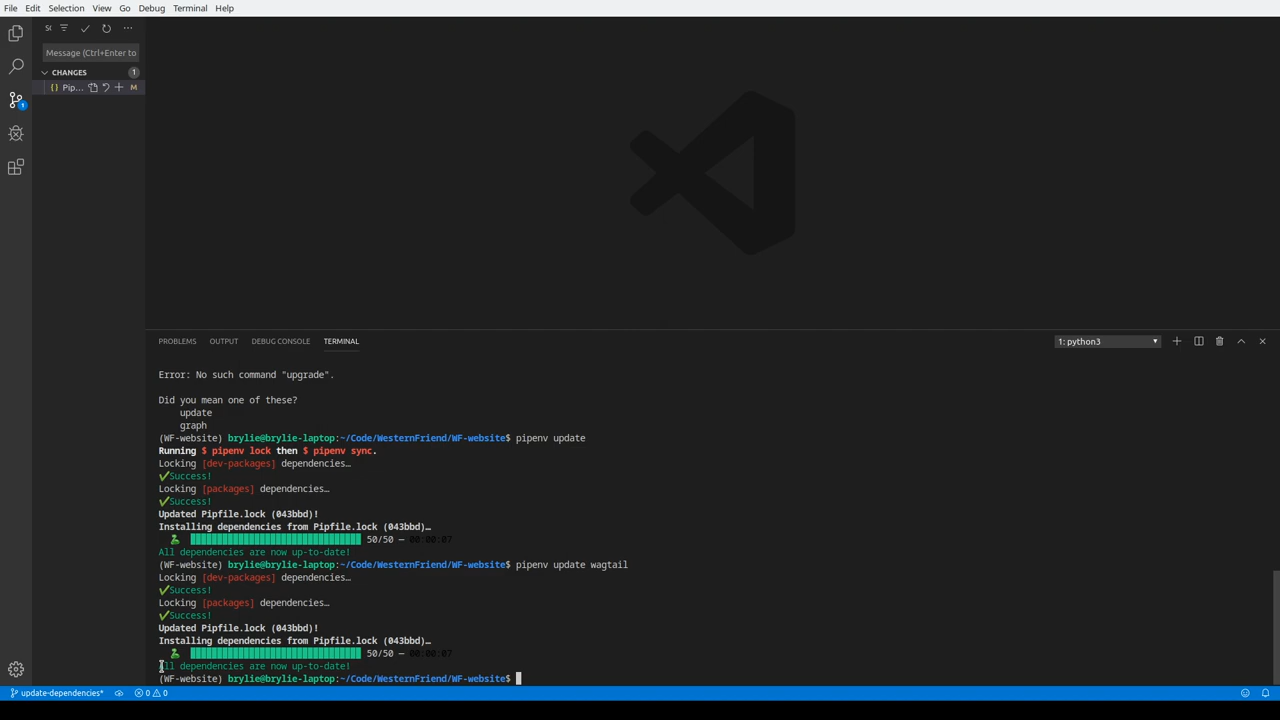 File Edit Selection View Go Debug Terminal Help
Message (Ctrl+Enter to
CHANGES 1
{} Pip... M
1
PROBLEMS OUTPUT DEBUG CONSOLE TERMINAL 1: python3
Error: No such command "upgrade".
Did you mean one of these?
update
graph
(WF-website) brylie@brylie-laptop:~/Code/WesternFriend/WF-website$ pipenv update
Running $ pipenv lock then $ pipenv sync.
Locking [dev-packages] dependencies…
✔Success!
Locking [packages] dependencies…
✔Success!
Updated Pipfile.lock (043bbd)!
Installing dependencies from Pipfile.lock (043bbd)…
50/50 — 00:00:07
All dependencies are now up-to-date!
(WF-website) brylie@brylie-laptop:~/Code/WesternFriend/WF-website$ pipenv update wagtail
Locking [dev-packages] dependencies…
✔Success!
Locking [packages] dependencies…
✔Success!
Updated Pipfile.lock (043bbd)!
Installing dependencies from Pipfile.lock (043bbd)…
50/50 — 00:00:07
All dependencies are now up-to-date!
(WF-website) brylie@brylie-laptop:~/Code/WesternFriend/WF-website$
update-dependencies* 0 0